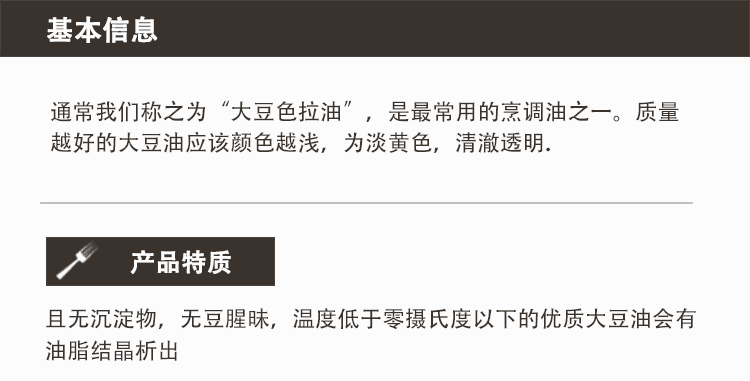 基本信息
通常我们称之为“大豆色拉油”，是最常用的烹调油之一。质量
越好的大豆油应该颜色越浅，为淡黄色，清澈透明.
产品特质
且无沉淀物，无豆腥昧，温度低于零摄氏度以下的优质大豆油会有
油脂结晶析出